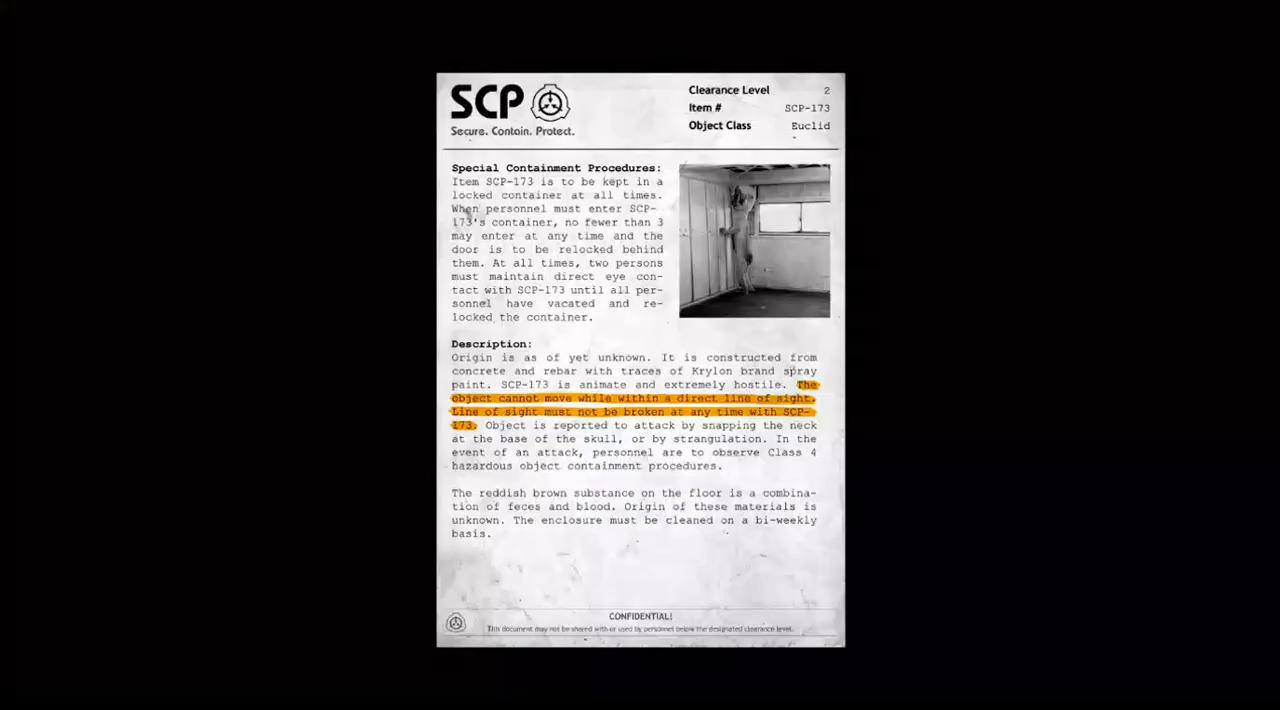 SCP
Secure. Contain. Protect.
Clearance Level 2
Item # SCP-173
Object Class Euclid
Special Containment Procedures:
Item SCP-173 is to be kept in a
locked container at all times.
When personnel must enter SCP-
173's container, no fewer than 3
may enter at any time and the
door is to be relocked behind
them. At all times, two persons
must maintain direct eye con-
tact with SCP-173 until all per-
sonnel have vacated and re-
locked the container.
Description:
Origin is as of yet unknown. It is constructed from
concrete and rebar with traces of Krylon brand spray
paint. SCP-173 is animate and extremely hostile. The
object cannot move while within a direct line of sight.
Line of sight must not be broken at any time with SCP-
173. Object is reported to attack by snapping the neck
at the base of the skull, or by strangulation. In the
event of an attack, personnel are to observe Class 4
hazardous object containment procedures.
The reddish brown substance on the floor is a combina-
tion of feces and blood. Origin of these materials is
unknown. The enclosure must be cleaned on a bi-weekly
basis.
CONFIDENTIAL!
This document may not be shared with or used by personnel below the designated clearance level.